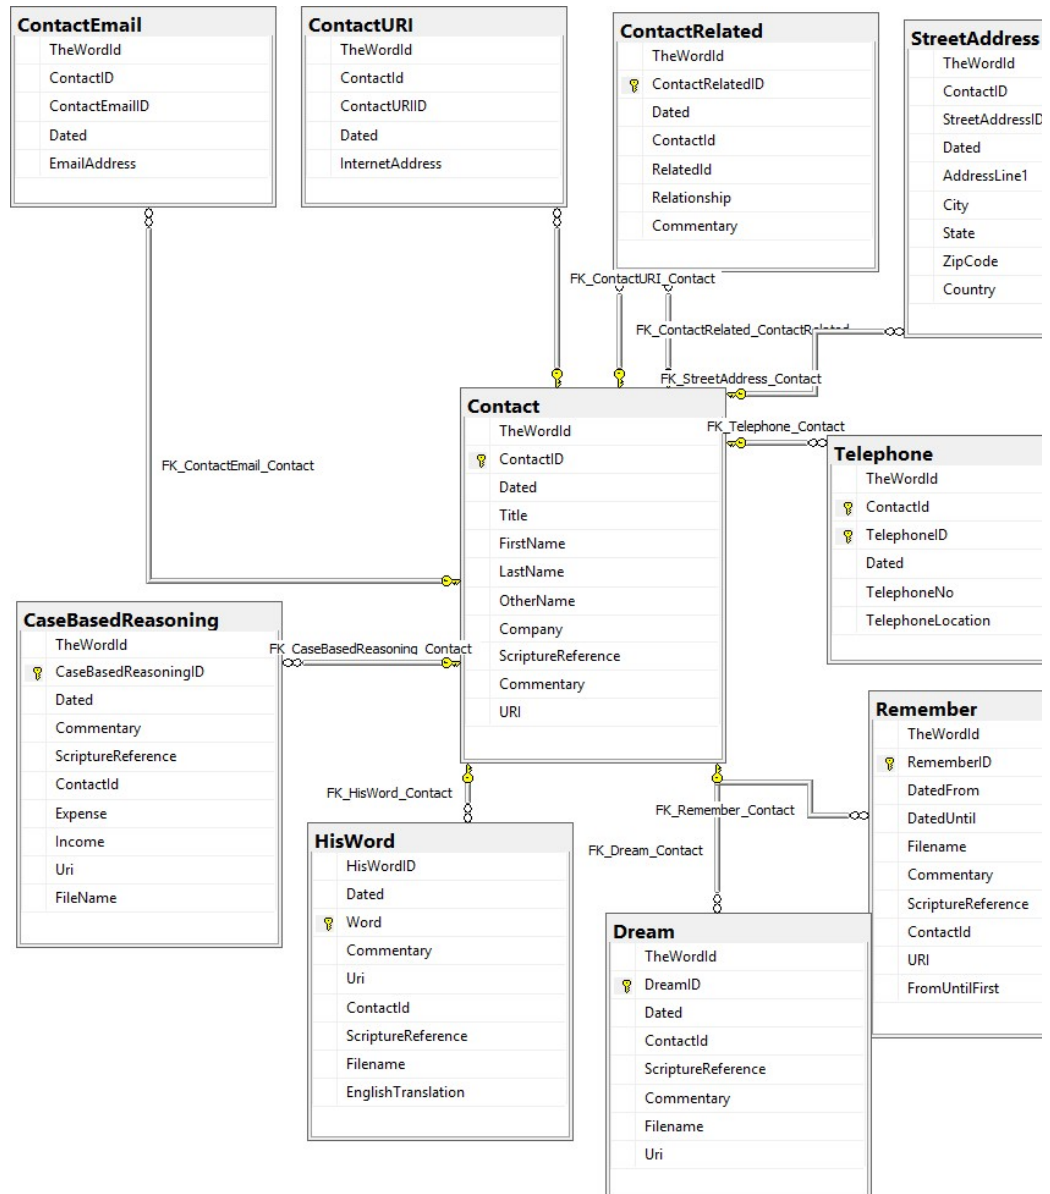 ContactEmail
TheWordId
ContactID
ContactEmailID
Dated
EmailAddress
ContactURI
TheWordId
ContactId
ContactURIID
Dated
InternetAddress
ContactRelated
TheWordId
ContactRelatedID
Dated
ContactId
RelatedId
Relationship
Commentary
StreetAddress
TheWordId
ContactID
StreetAddressID
Dated
AddressLine1
City
State
ZipCode
Country
FK_ContactURI_Contact
FK_ContactRelated_ContactRelated
FK_StreetAddress_Contact
FK_Telephone_Contact
FK_ContactEmail_Contact
Contact
TheWordId
ContactID
Dated
Title
FirstName
LastName
OtherName
Company
ScriptureReference
Commentary
URI
Telephone
TheWordId
ContactId
TelephoneID
Dated
TelephoneNo
TelephoneLocation
CaseBasedReasoning
TheWordId
CaseBasedReasoningID
Dated
Commentary
ScriptureReference
ContactId
Expense
Income
Uri
FileName
FK_CaseBasedReasoning_Contact
FK_HisWord_Contact
FK_Remember_Contact
FK_Dream_Contact
Remember
TheWordId
RememberID
DatedFrom
DatedUntil
Filename
Commentary
ScriptureReference
ContactId
URI
FromUntilFirst
HisWord
HisWordID
Dated
Word
Commentary
Uri
ContactId
ScriptureReference
Filename
EnglishTranslation
Dream
TheWordId
DreamID
Dated
ContactId
ScriptureReference
Commentary
Filename
Uri